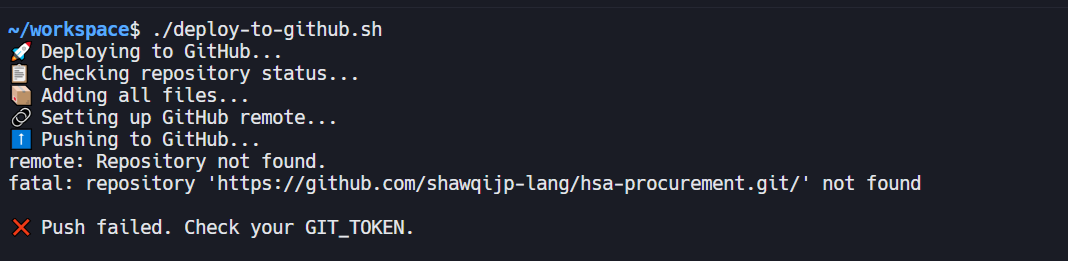 ~/workspace$ ./deploy-to-github.sh
🚀 Deploying to GitHub...
📋 Checking repository status...
📦 Adding all files...
🔗 Setting up GitHub remote...
⬆️ Pushing to GitHub...
remote: Repository not found.
fatal: repository 'https://github.com/shawqijp-lang/hsa-procurement.git/' not found
❌ Push failed. Check your GIT_TOKEN.